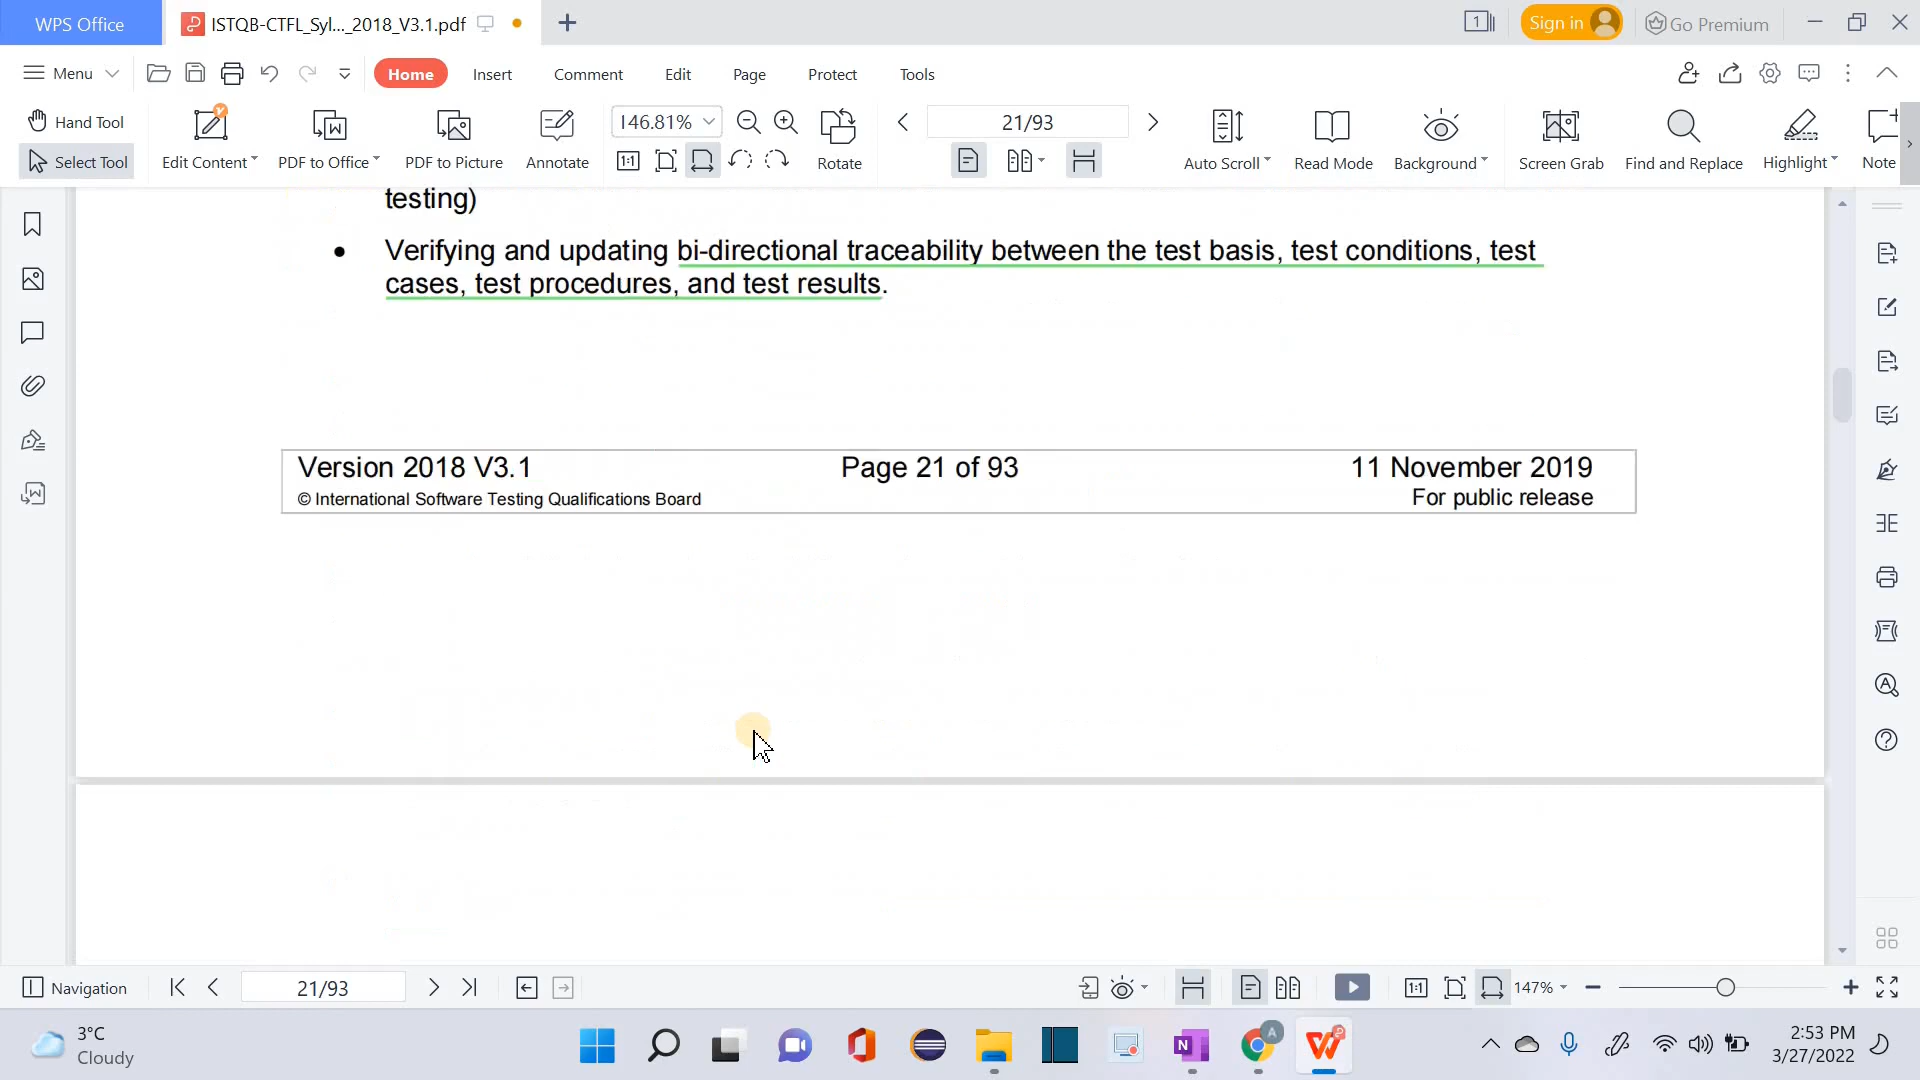 WPS Office
ISTQB-CTFL_Syl..._2018_V3.1.pdf
1
Sign in
Go Premium
Menu
Home
Insert
Comment
Edit
Page
Protect
Tools
Hand Tool
Select Tool
Edit Content
PDF to Office
PDF to Picture
Annotate
146.81%
1:1
Rotate
21/93
Auto Scroll
Read Mode
Background
Screen Grab
Find and Replace
Highlight
Note
testing)
• Verifying and updating bi-directional traceability between the test basis, test conditions, test
cases, test procedures, and test results.
Version 2018 V3.1
Page 21 of 93
11 November 2019
© International Software Testing Qualifications Board
For public release
Navigation
21/93
1:1
147%
3°C
Cloudy
2:53 PM
3/27/2022